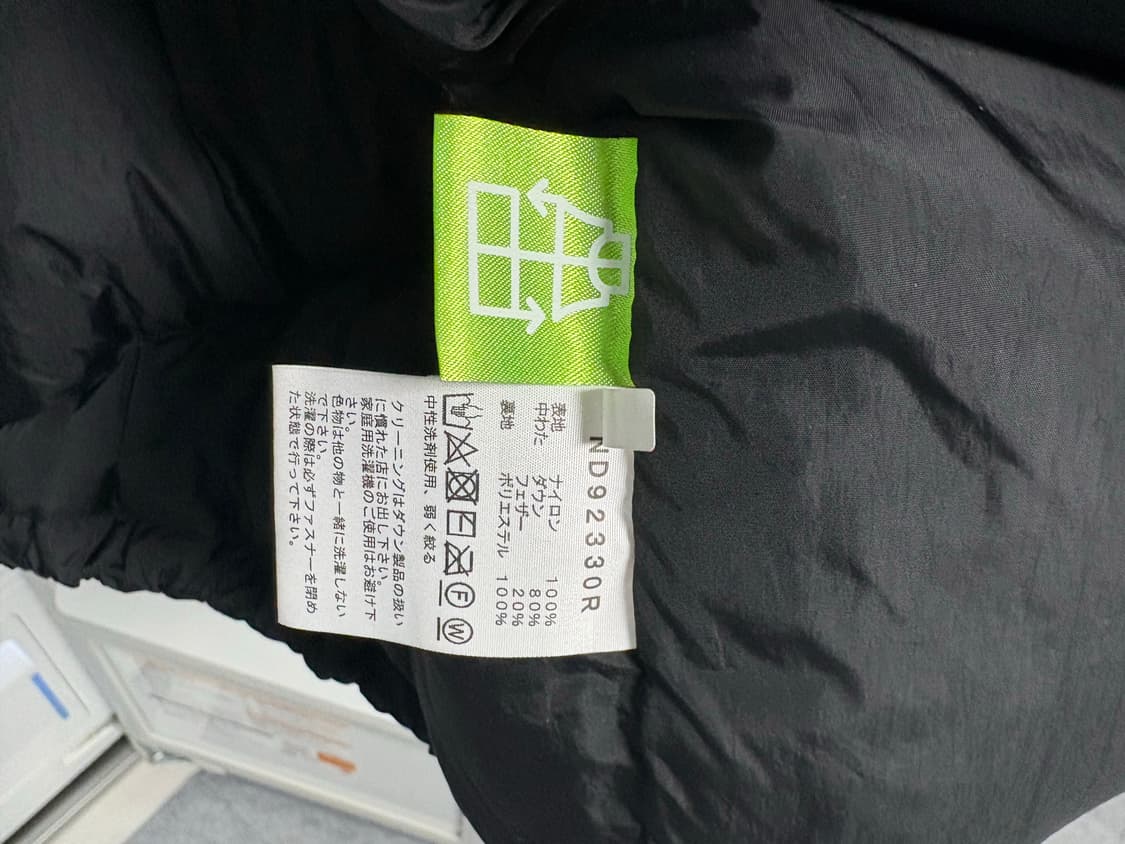 ND92330R
表地 ナイロン 100%
中わた ダウン 80%
フェザー 20%
裏地 ポリエステル 100%
F W
中性洗剤使用、弱く絞る
クリーニングはダウン製品の扱い
に慣れた店にお出し下さい。
家庭用洗濯機のご使用はお避け下
さい。
色物は他の物と一緒に洗濯しない
で下さい。
洗濯の際は必ずファスナーを閉め
た状態で行って下さい。